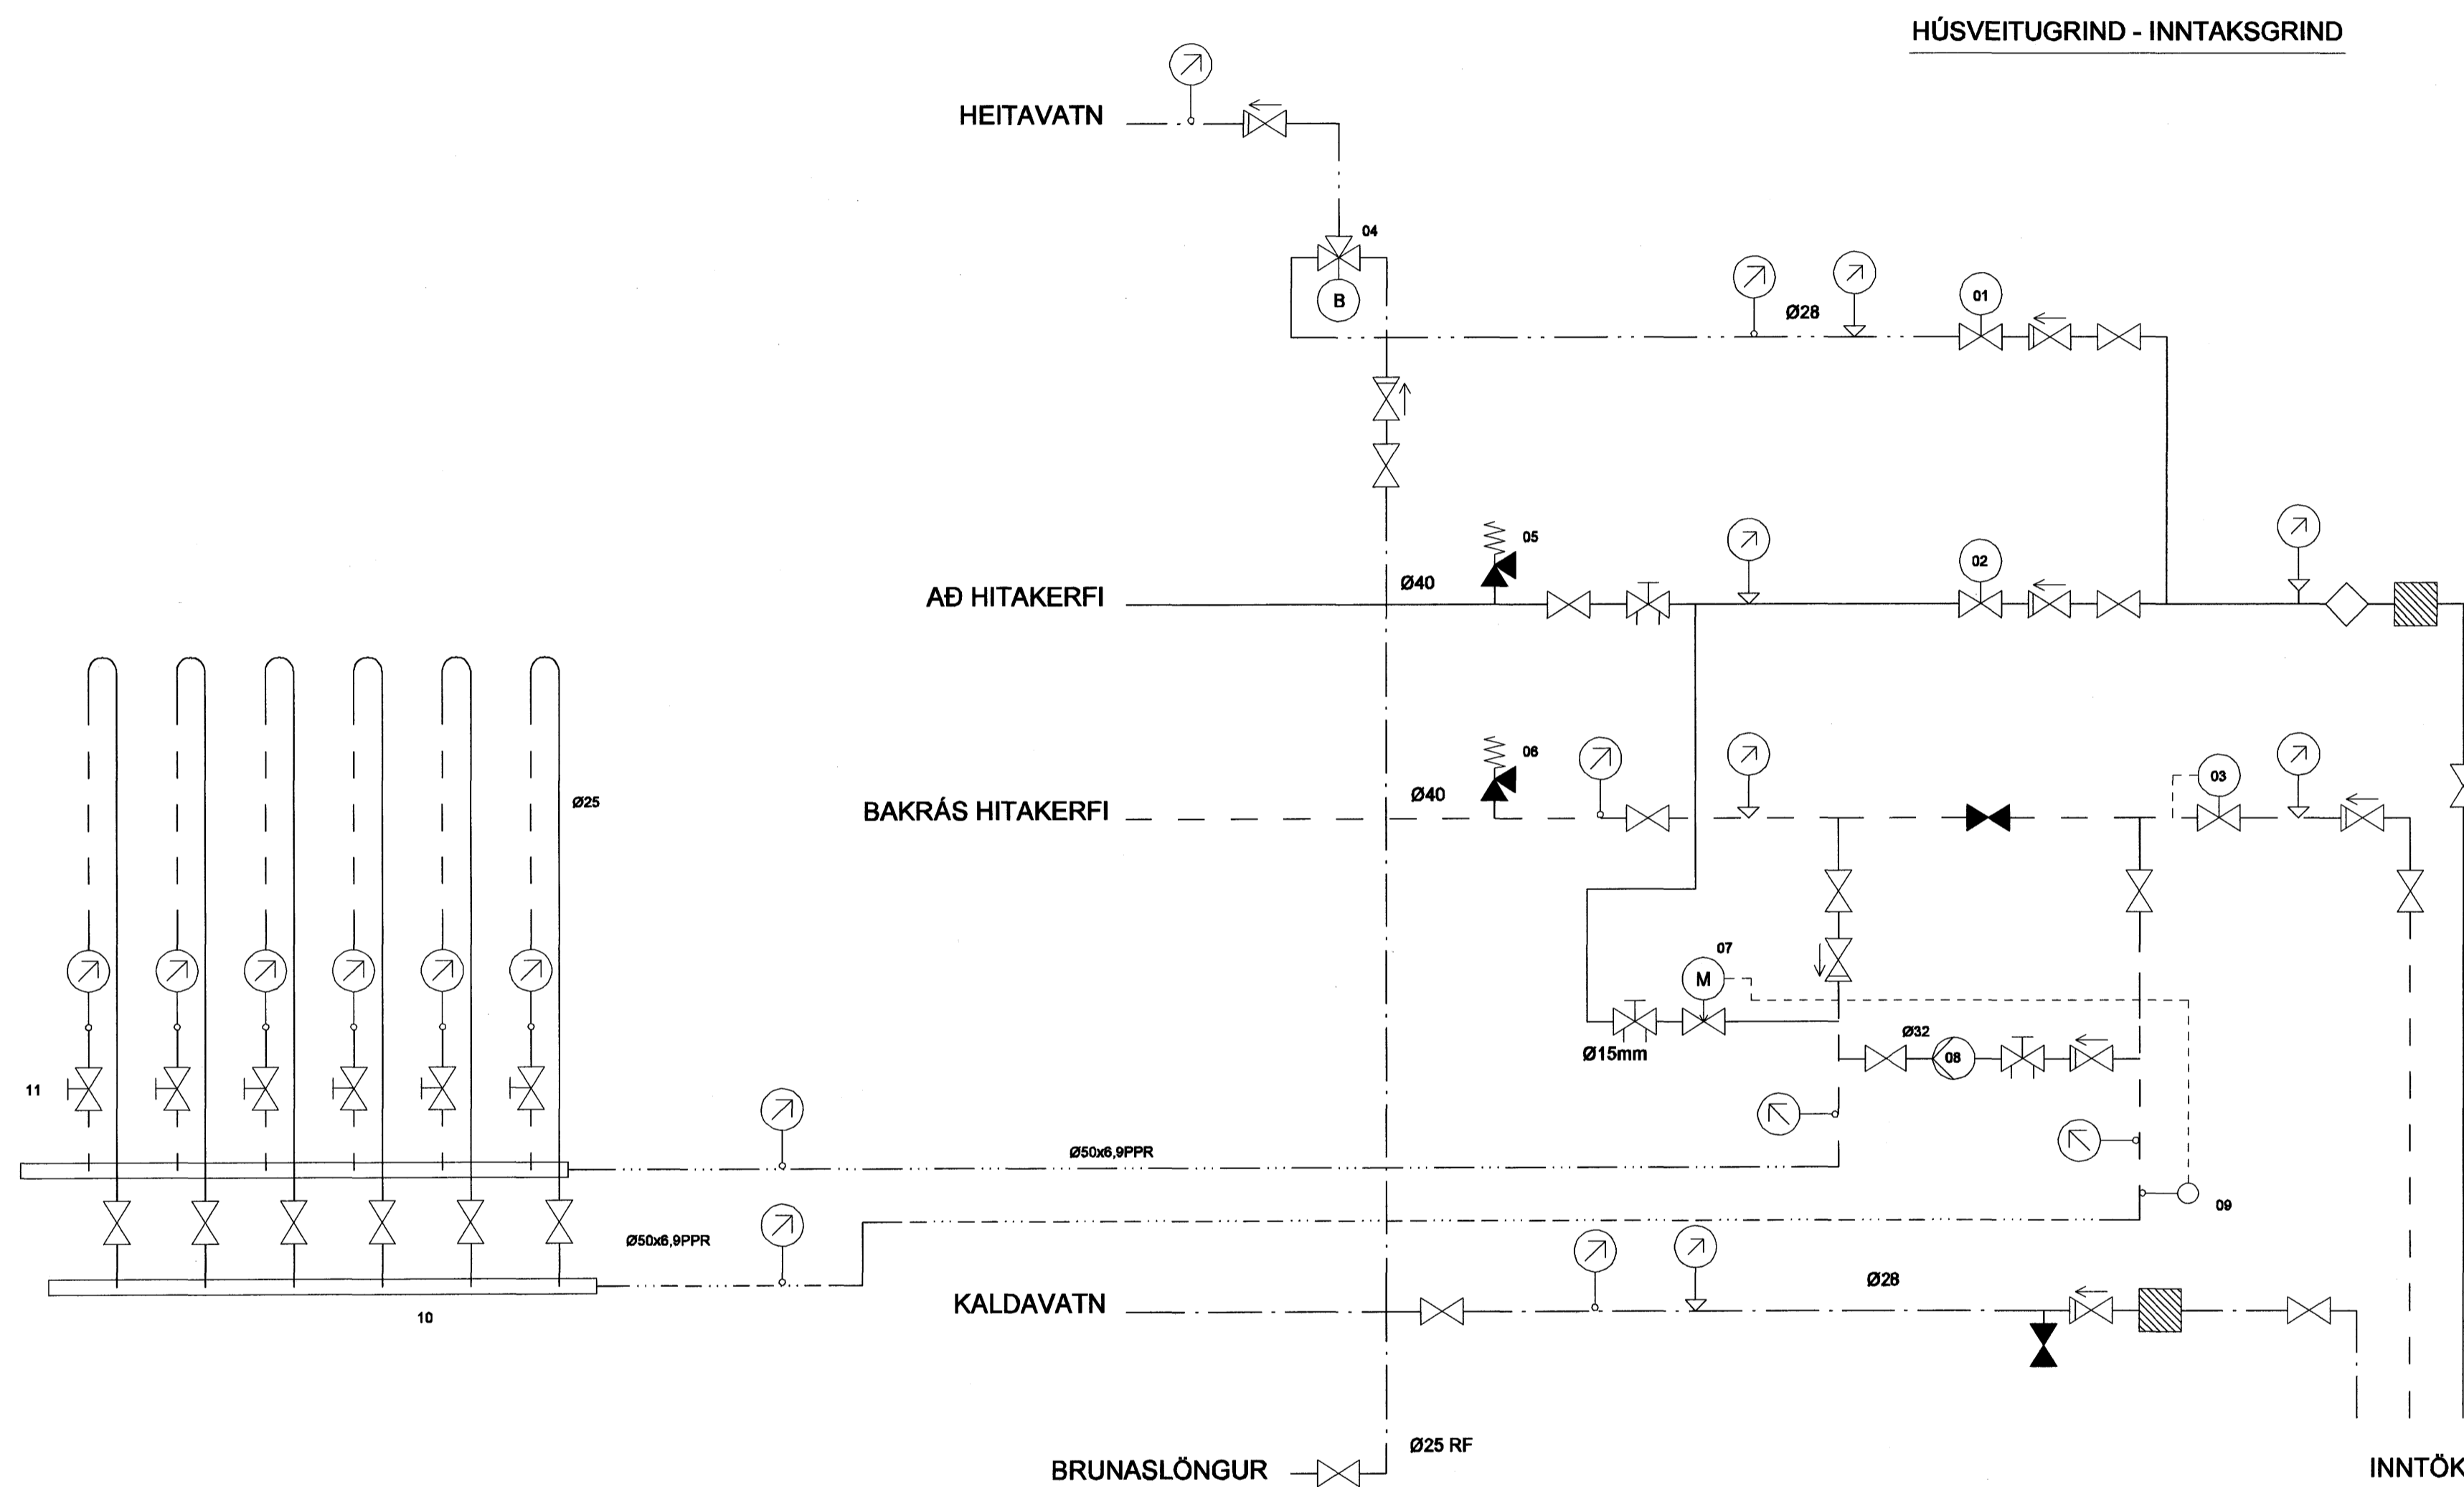 HÚSVEITUGRIND - INNTAKSGRIND
HEITAVATN
04
B
Ø28
01
05
Ø40
02
AÐ HITAKERFI
06
Ø40
03
BAKRÁS HITAKERFI
Ø25
07
M
Ø32
08
Ø15mm
11
Ø50x6,9PPR
09
Ø50x6,9PPR
Ø28
KALDAVATN
10
Ø25 RF
BRUNASLÖNGUR
INNTÖK